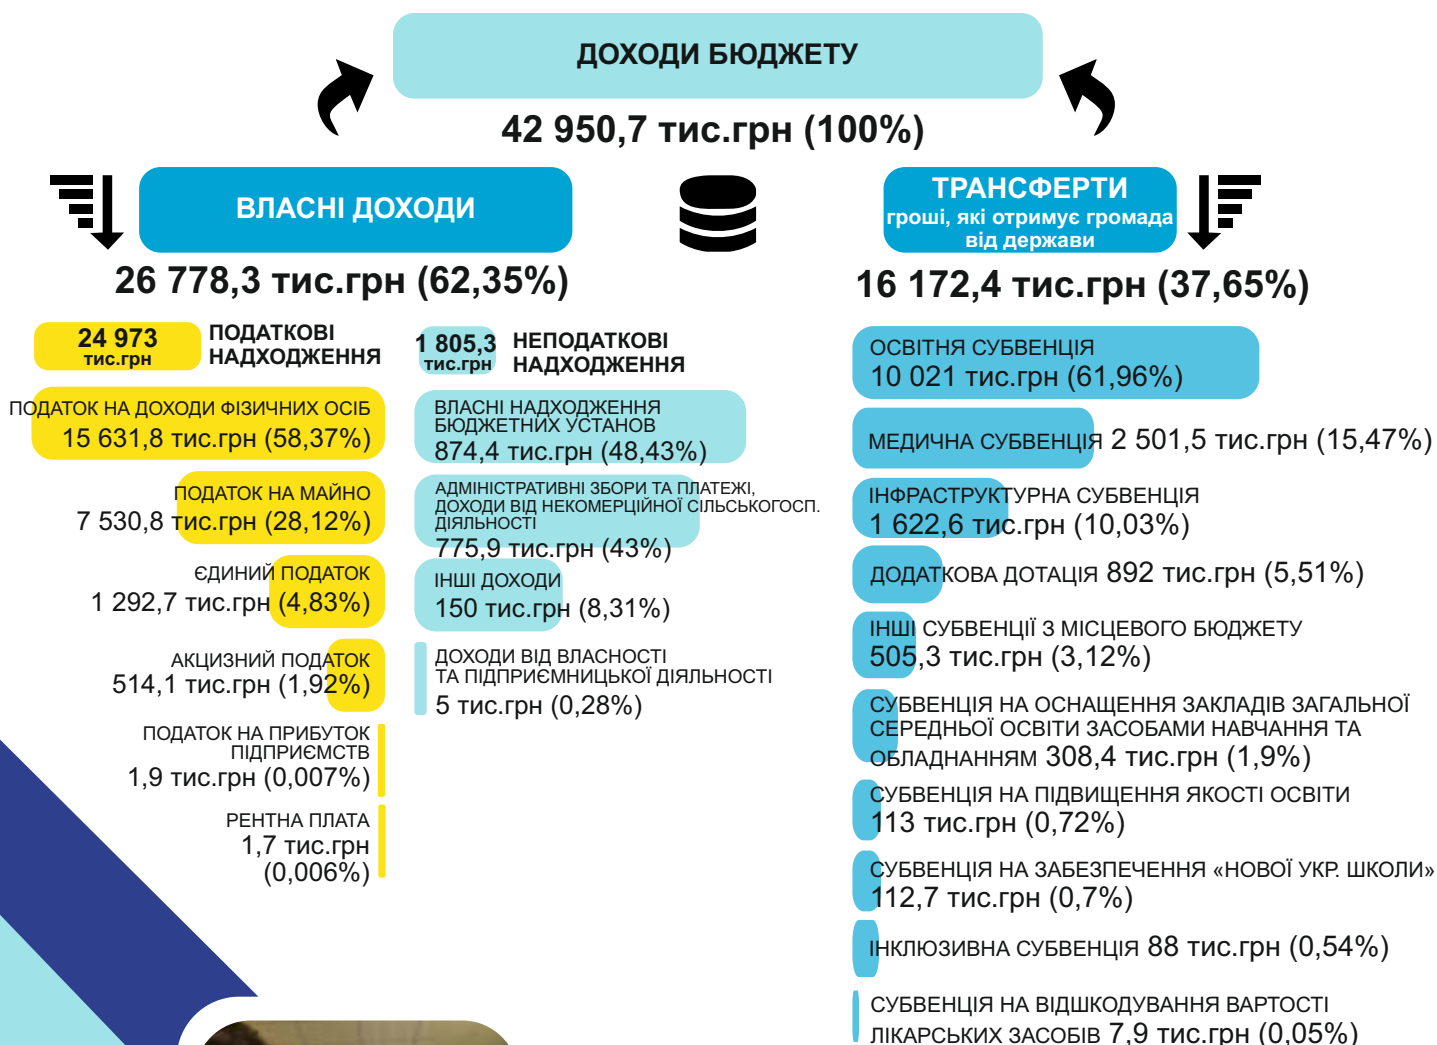 ДОХОДИ БЮДЖЕТУ
42 950,7 тис.грн (100%)
ВЛАСНІ ДОХОДИ
26 778,3 тис.грн (62,35%)
24 973
тис.грн
ПОДАТКОВІ
НАДХОДЖЕННЯ
ПОДАТОК НА ДОХОДИ ФІЗИЧНИХ ОСІБ
15 631,8 тис.грн (58,37%)
ПОДАТОК НА МАЙНО
7 530,8 тис.грн (28,12%)
ЄДИНИЙ ПОДАТОК
1 292,7 тис.грн (4,83%)
АКЦИЗНИЙ ПОДАТОК
514,1 тис.грн (1,92%)
ПОДАТОК НА ПРИБУТОК
ПІДПРИЄМСТВ
1,9 тис.грн (0,007%)
РЕНТНА ПЛАТА
1,7 тис.грн
(0,006%)
1 805,3
тис.грн
НЕПОДАТКОВІ
НАДХОДЖЕННЯ
ВЛАСНІ НАДХОДЖЕННЯ
БЮДЖЕТНИХ УСТАНОВ
874,4 тис.грн (48,43%)
АДМІНІСТРАТИВНІ ЗБОРИ ТА ПЛАТЕЖІ,
ДОХОДИ ВІД НЕКОМЕРЦІЙНОЇ СІЛЬСЬКОГОСП.
ДІЯЛЬНОСТІ
775,9 тис.грн (43%)
ІНШІ ДОХОДИ
150 тис.грн (8,31%)
ДОХОДИ ВІД ВЛАСНОСТІ
ТА ПІДПРИЄМНИЦЬКОЇ ДІЯЛЬНОСТІ
5 тис.грн (0,28%)
ТРАНСФЕРТИ
гроші, які отримує громада
від держави
16 172,4 тис.грн (37,65%)
ОСВІТНЯ СУБВЕНЦІЯ
10 021 тис.грн (61,96%)
МЕДИЧНА СУБВЕНЦІЯ 2 501,5 тис.грн (15,47%)
ІНФРАСТРУКТУРНА СУБВЕНЦІЯ
1 622,6 тис.грн (10,03%)
ДОДАТКОВА ДОТАЦІЯ 892 тис.грн (5,51%)
ІНШІ СУБВЕНЦІЇ З МІСЦЕВОГО БЮДЖЕТУ
505,3 тис.грн (3,12%)
СУБВЕНЦІЯ НА ОСНАЩЕННЯ ЗАКЛАДІВ ЗАГАЛЬНОЇ
СЕРЕДНЬОЇ ОСВІТИ ЗАСОБАМИ НАВЧАННЯ ТА
ОБЛАДНАННЯМ 308,4 тис.грн (1,9%)
СУБВЕНЦІЯ НА ПІДВИЩЕННЯ ЯКОСТІ ОСВІТИ
113 тис.грн (0,72%)
СУБВЕНЦІЯ НА ЗАБЕЗПЕЧЕННЯ «НОВОЇ УКР. ШКОЛИ»
112,7 тис.грн (0,7%)
ІНКЛЮЗИВНА СУБВЕНЦІЯ 88 тис.грн (0,54%)
СУБВЕНЦІЯ НА ВІДШКОДУВАННЯ ВАРТОСТІ
ЛІКАРСЬКИХ ЗАСОБІВ 7,9 тис.грн (0,05%)